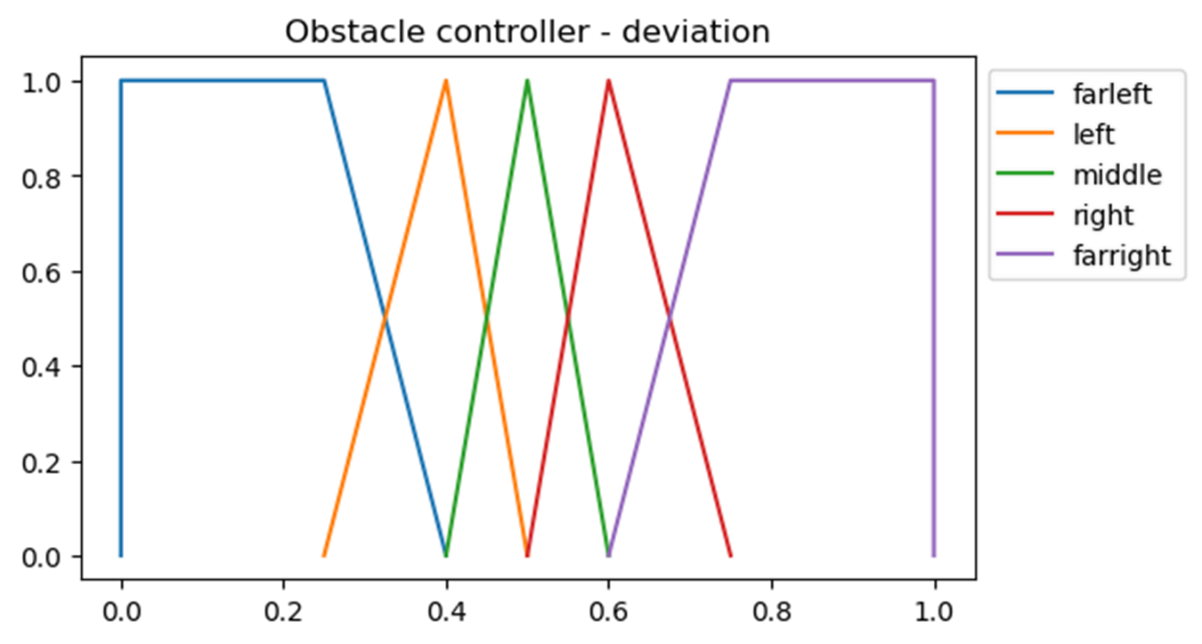 Obstacle controller - deviation
1.0
0.8
0.6
0.4
0.2
0.0
0.0 0.2 0.4 0.6 0.8 1.0
farleft
left
middle
right
farright